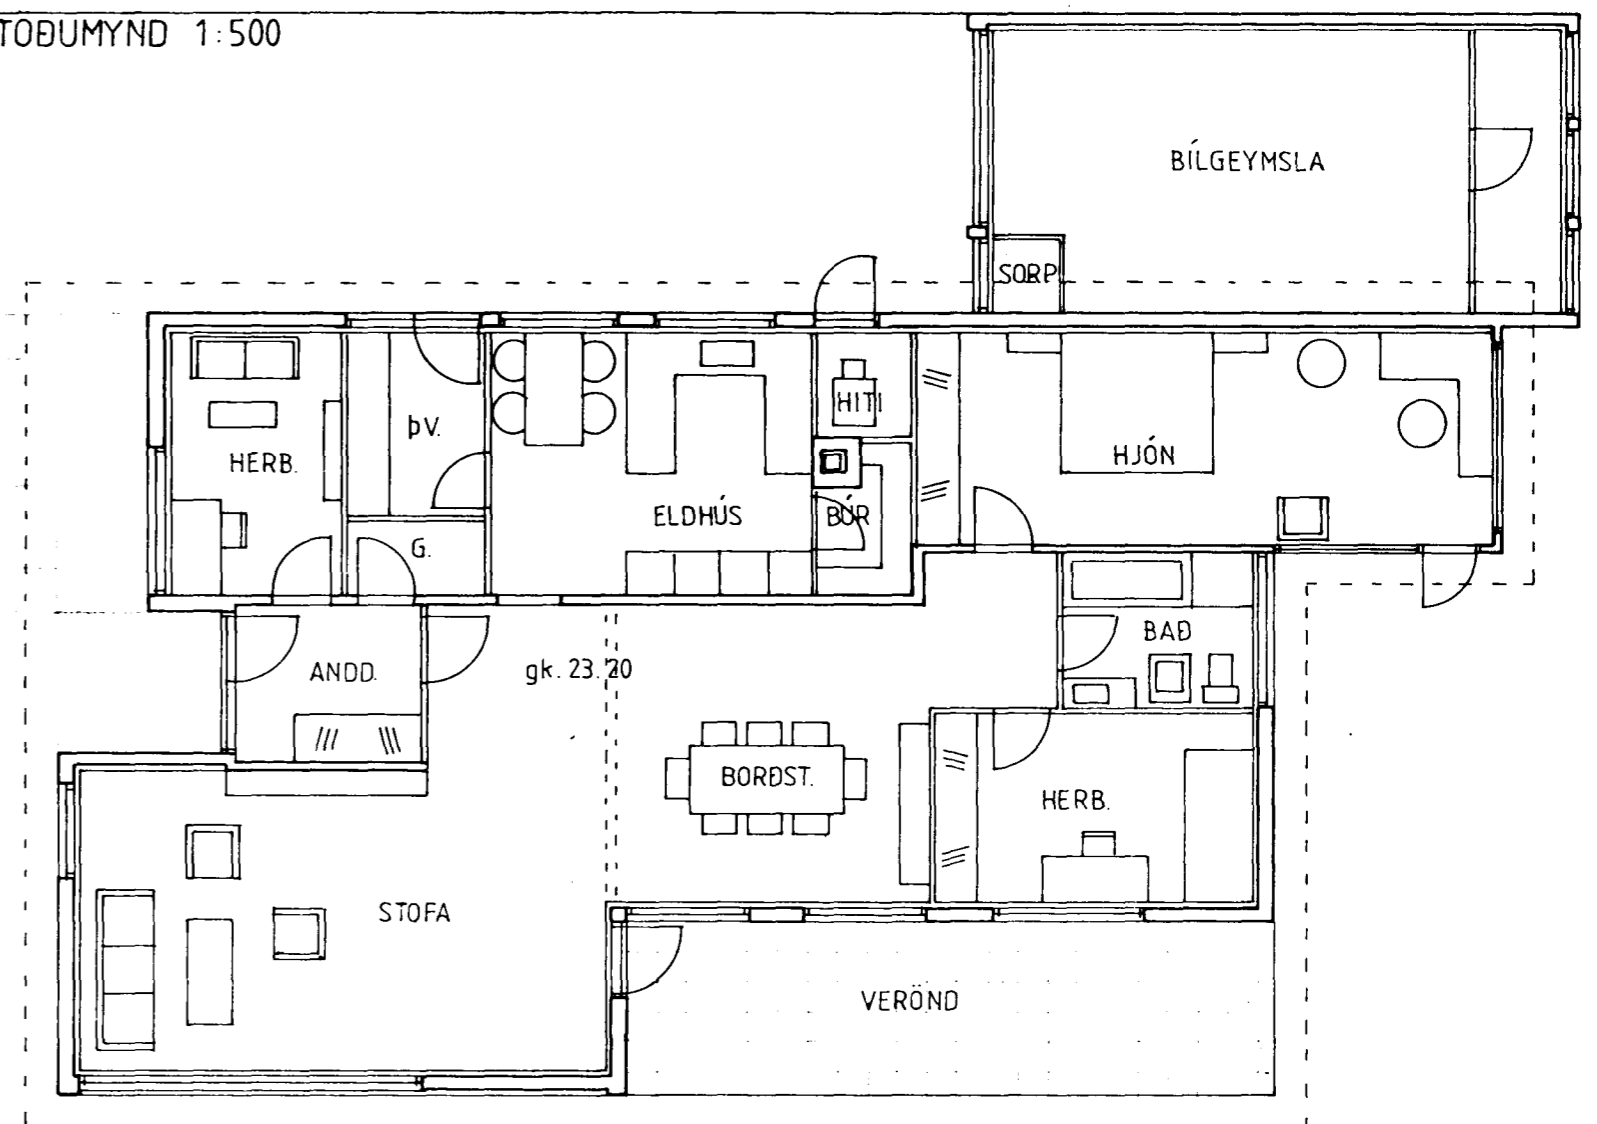 TOÐUMYND 1:500
BÍLGEYMSLA
SORP
ÞV.
HERB.
HITI
HJÓN
ELDHÚS
BÚR
G.
BAÐ
ANDD.
gk. 23.20
BORÐST.
HERB.
STOFA
VERÖND